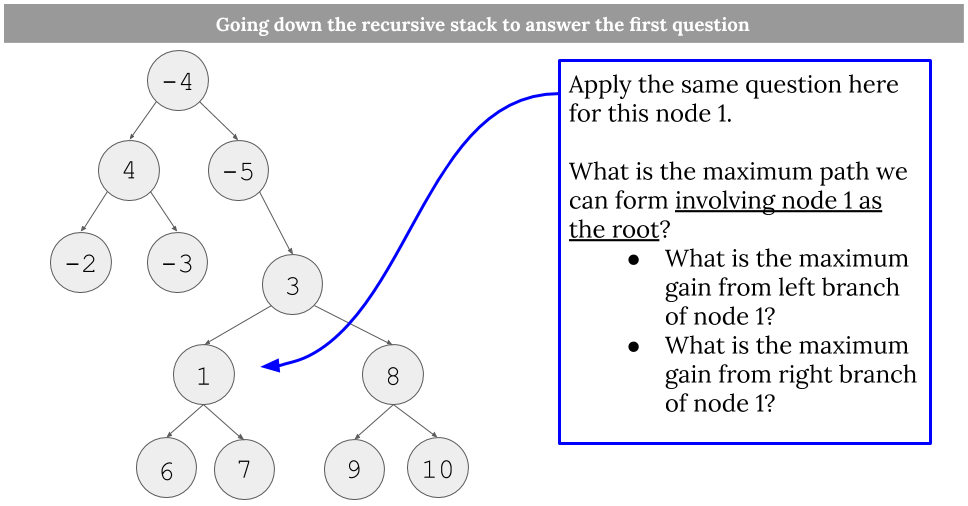 Going down the recursive stack to answer the first question
-4
4
-5
-2
-3
3
1
8
6
7
9
10
Apply the same question here
for this node 1.
What is the maximum path we
can form involving node 1 as
the root?
● What is the maximum
gain from left branch
of node 1?
● What is the maximum
gain from right branch
of node 1?